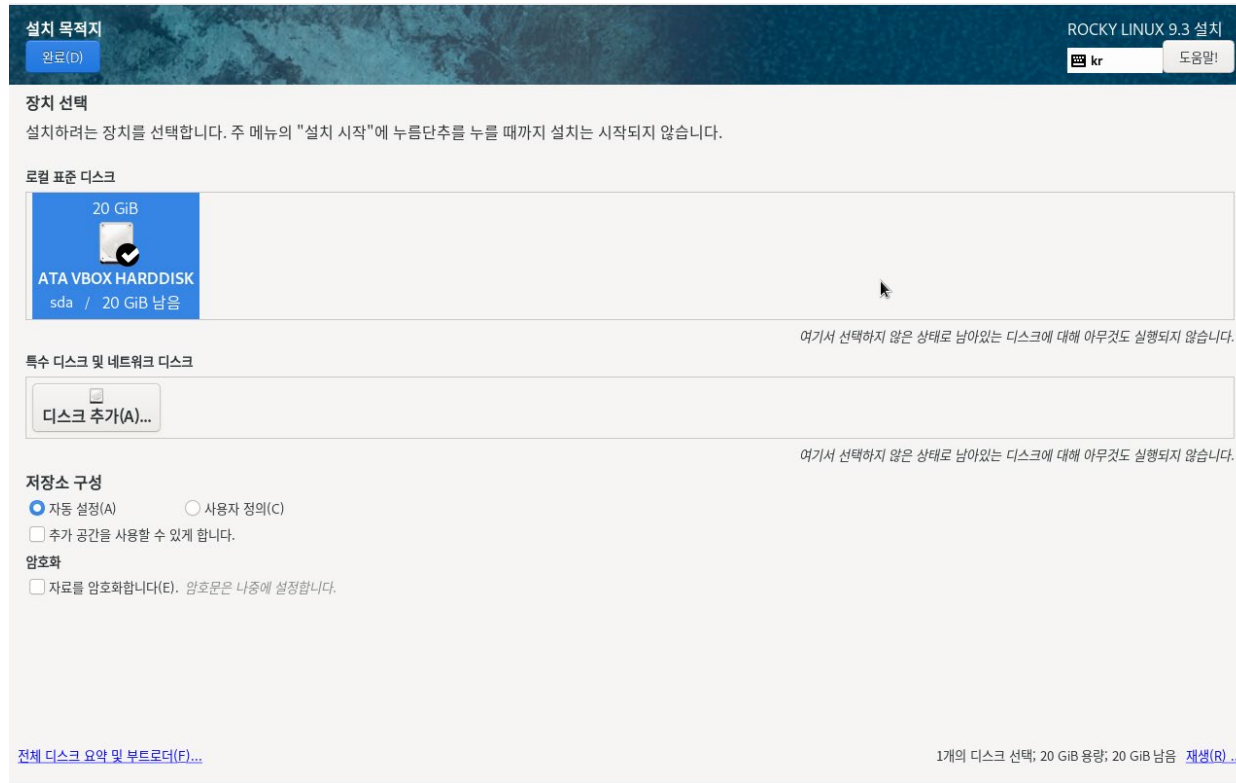 설치 목적지
완료(D)
ROCKY LINUX 9.3 설치
kr
도움말!
장치 선택
설치하려는 장치를 선택합니다. 주 메뉴의 "설치 시작"에 누름단추를 누를 때까지 설치는 시작되지 않습니다.
로컬 표준 디스크
20 GiB
ATA VBOX HARDDISK
sda / 20 GiB 남음
여기서 선택하지 않은 상태로 남아있는 디스크에 대해 아무것도 실행되지 않습니다.
특수 디스크 및 네트워크 디스크
디스크 추가(A)...
여기서 선택하지 않은 상태로 남아있는 디스크에 대해 아무것도 실행되지 않습니다.
저장소 구성
자동 설정(A) 사용자 정의(C)
추가 공간을 사용할 수 있게 합니다.
암호화
자료를 암호화합니다(E). 암호문은 나중에 설정합니다.
전체 디스크 요약 및 부트로더(F)...
1개의 디스크 선택; 20 GiB 용량; 20 GiB 남음 재생(R) ..